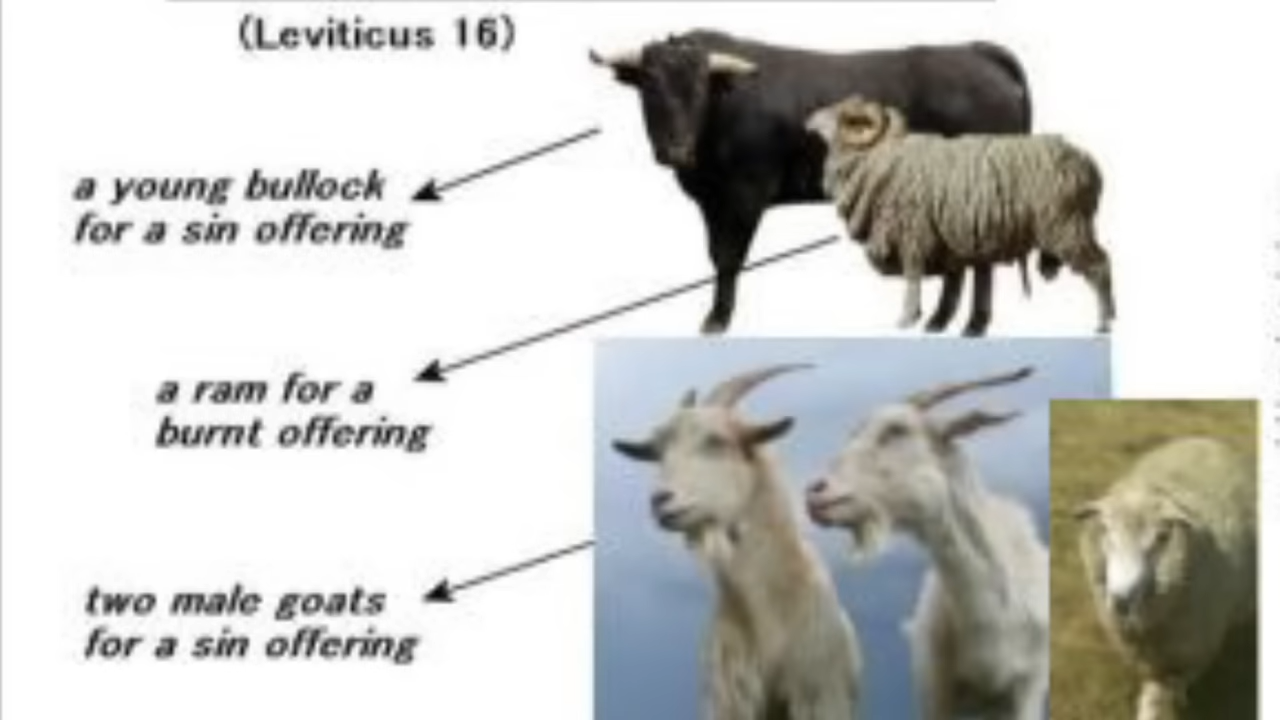 (Leviticus 16)
a young bullock
for a sin offering
a ram for a
burnt offering
two male goats
for a sin offering